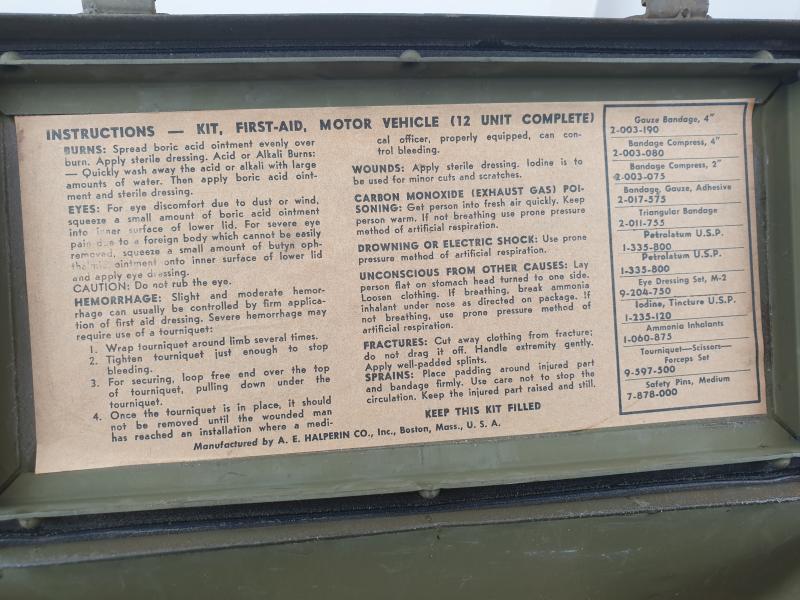 INSTRUCTIONS — KIT, FIRST-AID, MOTOR VEHICLE (12 UNIT COMPLETE)
BURNS: Spread boric acid ointment evenly over
burn. Apply sterile dressing. Acid or Alkali Burns:
— Quickly wash away the acid or alkali with large
amounts of water. Then apply boric acid oint-
ment and sterile dressing.
EYES: For eye discomfort due to dust or wind,
squeeze a small amount of boric acid ointment
into inner surface of lower lid. For severe eye
pain due to a foreign body which cannot be easily
removed, squeeze a small amount of butyn oph-
thalmic ointment onto inner surface of lower lid
and apply eye dressing.
CAUTION: Do not rub the eye.
HEMORRHAGE: Slight and moderate hemor-
rhage can usually be controlled by firm applica-
tion of first aid dressing. Severe hemorrhage may
require use of a tourniquet:
1. Wrap tourniquet around limb several times.
2. Tighten tourniquet just enough to stop
bleeding.
3. For securing, loop free end over the top
of tourniquet, pulling down under the
tourniquet.
4. Once the tourniquet is in place, it should
not be removed until the wounded man
has reached an installation where a medi-
cal officer, properly equipped, can con-
trol bleeding.
WOUNDS: Apply sterile dressing. Iodine is to
be used for minor cuts and scratches.
CARBON MONOXIDE (EXHAUST GAS) POI-
SONING: Get person into fresh air quickly. Keep
person warm. If not breathing use prone pressure
method of artificial respiration.
DROWNING OR ELECTRIC SHOCK: Use prone
pressure method of artificial respiration.
UNCONSCIOUS FROM OTHER CAUSES: Lay
person flat on stomach head turned to one side.
Loosen clothing. If breathing, break ammonia
inhalant under nose as directed on package. If
not breathing, use prone pressure method of
artificial respiration.
FRACTURES: Cut away clothing from fracture;
do not drag it off. Handle extremity gently.
Apply well-padded splints.
SPRAINS: Place padding around injured part
and bandage firmly. Use care not to stop the
circulation. Keep the injured part raised and still.
KEEP THIS KIT FILLED
Manufactured by A. E. HALPERIN CO., Inc., Boston, Mass., U. S. A.
Gauze Bandage, 4"
2-003-190
Bandage Compress, 4"
2-003-080
Bandage Compress, 2"
2-003-075
Bandage, Gauze, Adhesive
2-017-575
Triangular Bandage
2-011-755
Petrolatum U.S.P.
1-335-800
Petrolatum U.S.P.
1-335-800
Eye Dressing Set, M-2
9-204-750
Iodine, Tincture U.S.P.
1-235-120
Ammonia Inhalants
1-060-875
Tourniquet—Scissors—
Forceps Set
9-597-500
Safety Pins, Medium
7-878-000